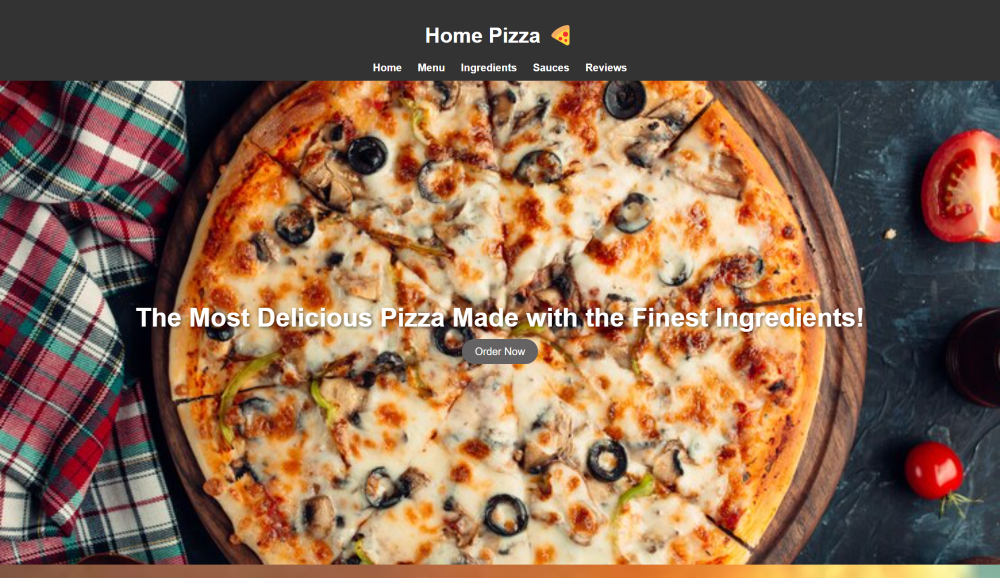 Home Pizza 🍕
Home Menu Ingredients Sauces Reviews
The Most Delicious Pizza Made with the Finest Ingredients!
Order Now